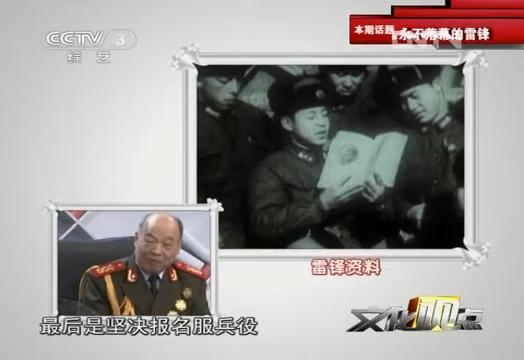 CCTV 3
综艺
本期话题 永不落幕的雷锋
雷锋资料
最后是坚决报名服兵役
文化视点